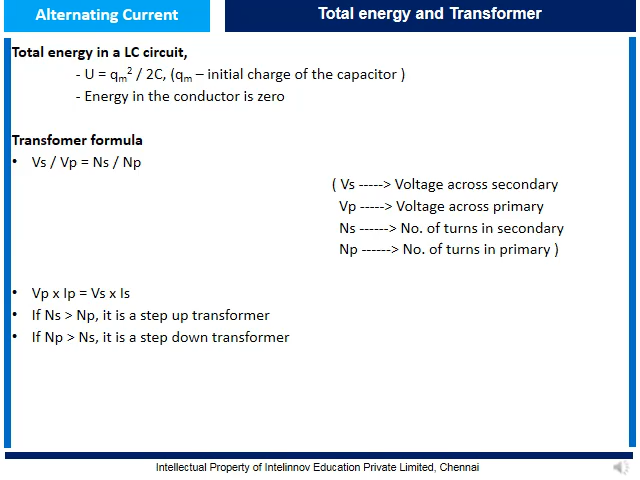 Alternating Current
Total energy and Transformer
Total energy in a LC circuit,
- U = qm² / 2C, (qm – initial charge of the capacitor )
- Energy in the conductor is zero
Transfomer formula
• Vs / Vp = Ns / Np
( Vs -----> Voltage across secondary
Vp -----> Voltage across primary
Ns ------> No. of turns in secondary
Np ------> No. of turns in primary )
• Vp x Ip = Vs x Is
• If Ns > Np, it is a step up transformer
• If Np > Ns, it is a step down transformer
Intellectual Property of Intelinnov Education Private Limited, Chennai